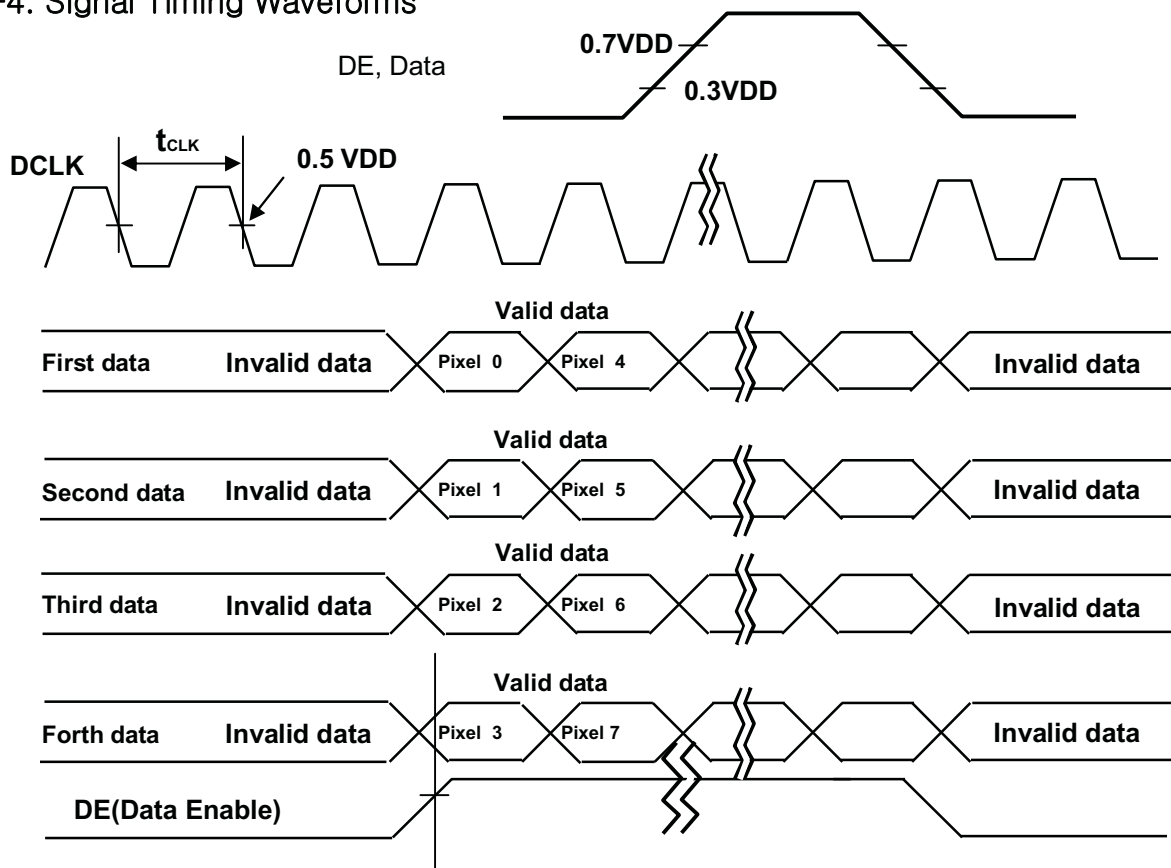 4. Signal Timing Waveforms
DE, Data
0.7VDD
0.3VDD
DCLK
tCLK
0.5 VDD
Valid data
First data
Invalid data
Pixel 0
Pixel 4
Invalid data
Valid data
Second data
Invalid data
Pixel 1
Pixel 5
Invalid data
Valid data
Third data
Invalid data
Pixel 2
Pixel 6
Invalid data
Valid data
Forth data
Invalid data
Pixel 3
Pixel 7
Invalid data
DE(Data Enable)